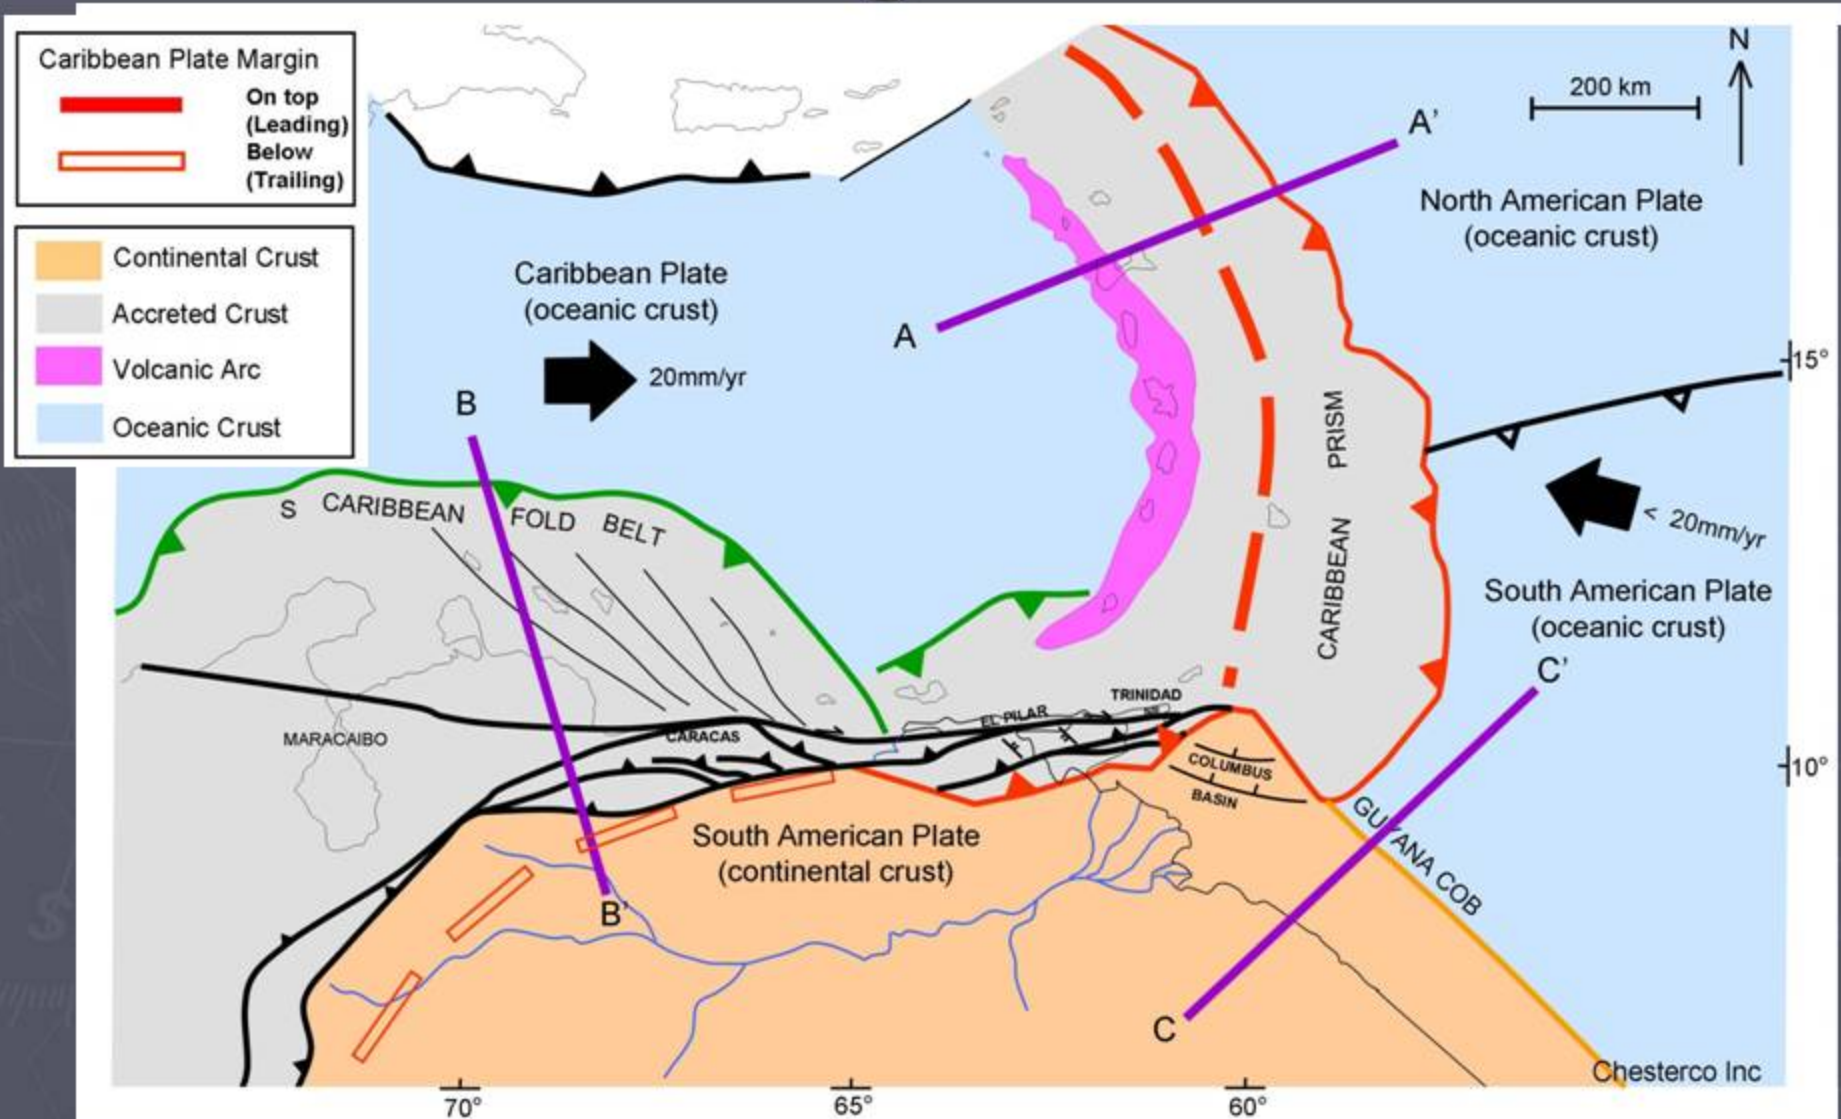 Caribbean Plate Margin
On top
(Leading)
Below
(Trailing)
Continental Crust
Accreted Crust
Volcanic Arc
Oceanic Crust
N
200 km
A'
North American Plate
(oceanic crust)
Caribbean Plate
(oceanic crust)
A
20mm/yr
15°
B
S CARIBBEAN FOLD BELT
CARIBBEAN PRISM
< 20mm/yr
South American Plate
(oceanic crust)
C'
TRINIDAD
EL PILAR
MARACAIBO
CARACAS
COLUMBUS
BASIN
10°
GUYANA COB
South American Plate
(continental crust)
B'
C
Chesterco Inc
70°
65°
60°